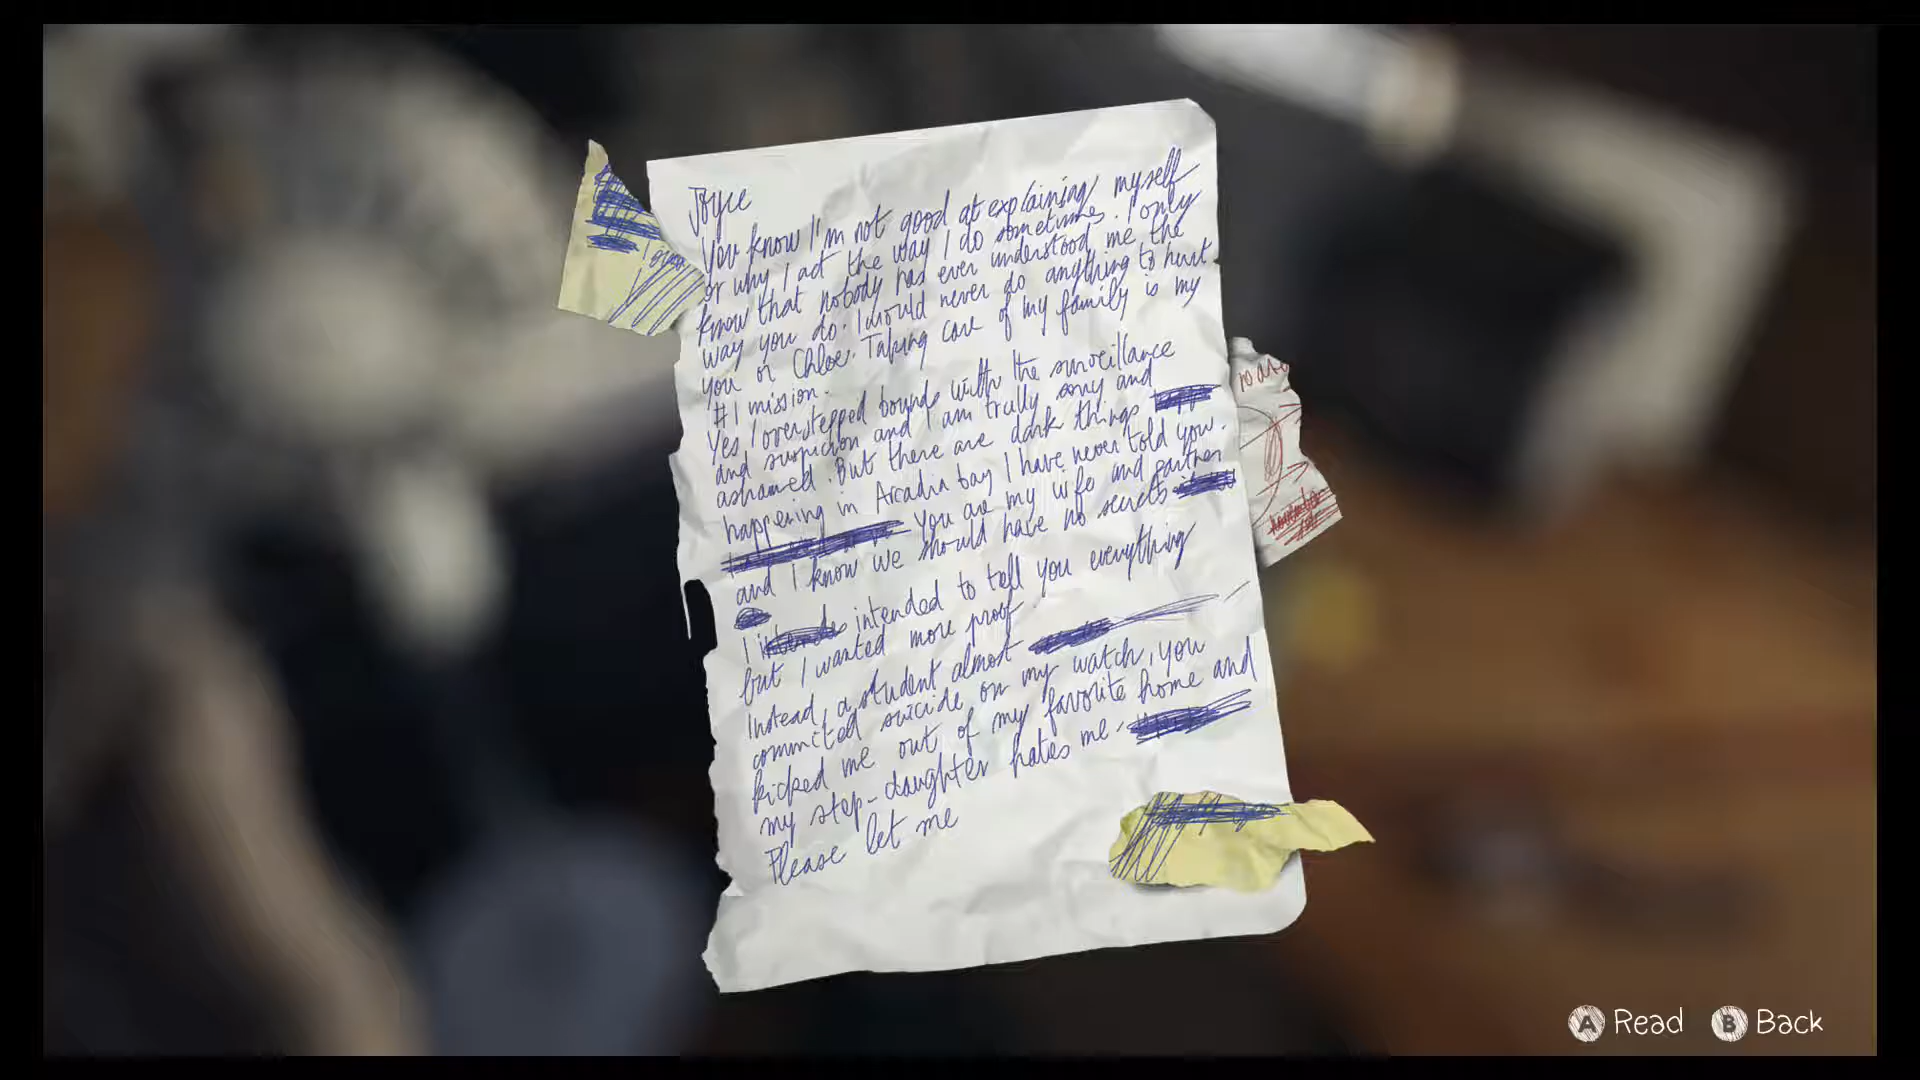 Joyce
You know I'm not good at explaining myself
or why I act the way I do sometimes. I only
know that nobody has ever understood me the
way you do. I would never do anything to hurt
you or Chloe. Taking care of my family is my
#1 mission.
Yes I overstepped bounds with the surveillance
and suspicion and I am trully sorry and
ashamed. But there are dark things
happening in Arcadia bay I have never told you.
You are my wife and partner
and I know we should have no secrets
I intended to tell you everything
but I wanted more proof
Instead, a student almost
committed suicide on my watch, you
kicked me out of my favorite home and
my step-daughter hates me.
Please let me
A Read B Back